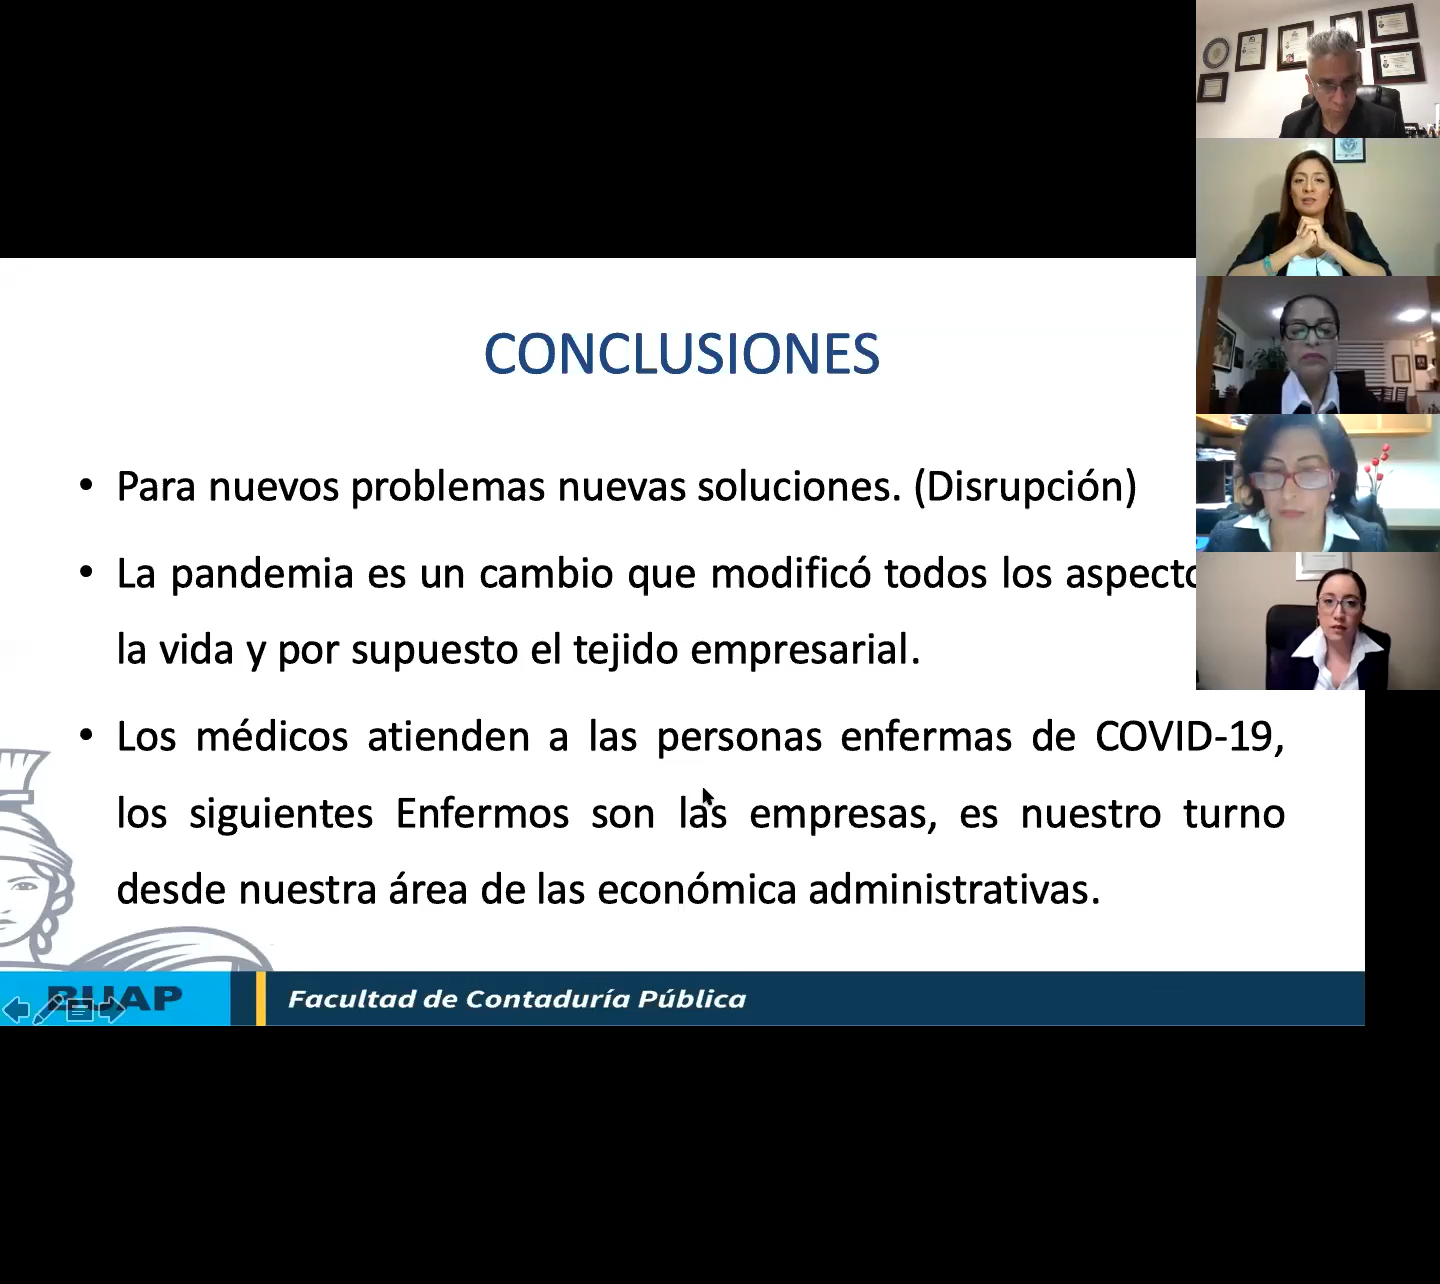 CONCLUSIONES
• Para nuevos problemas nuevas soluciones. (Disrupción)
• La pandemia es un cambio que modificó todos los
la vida y por supuesto el tejido empresarial.
• Los médicos atienden a las personas enfermas de COVID-19,
los siguientes Enfermos son las empresas, es nuestro turno
desde nuestra área de las económica administrativas.
BUAP
Facultad de Contaduría Pública